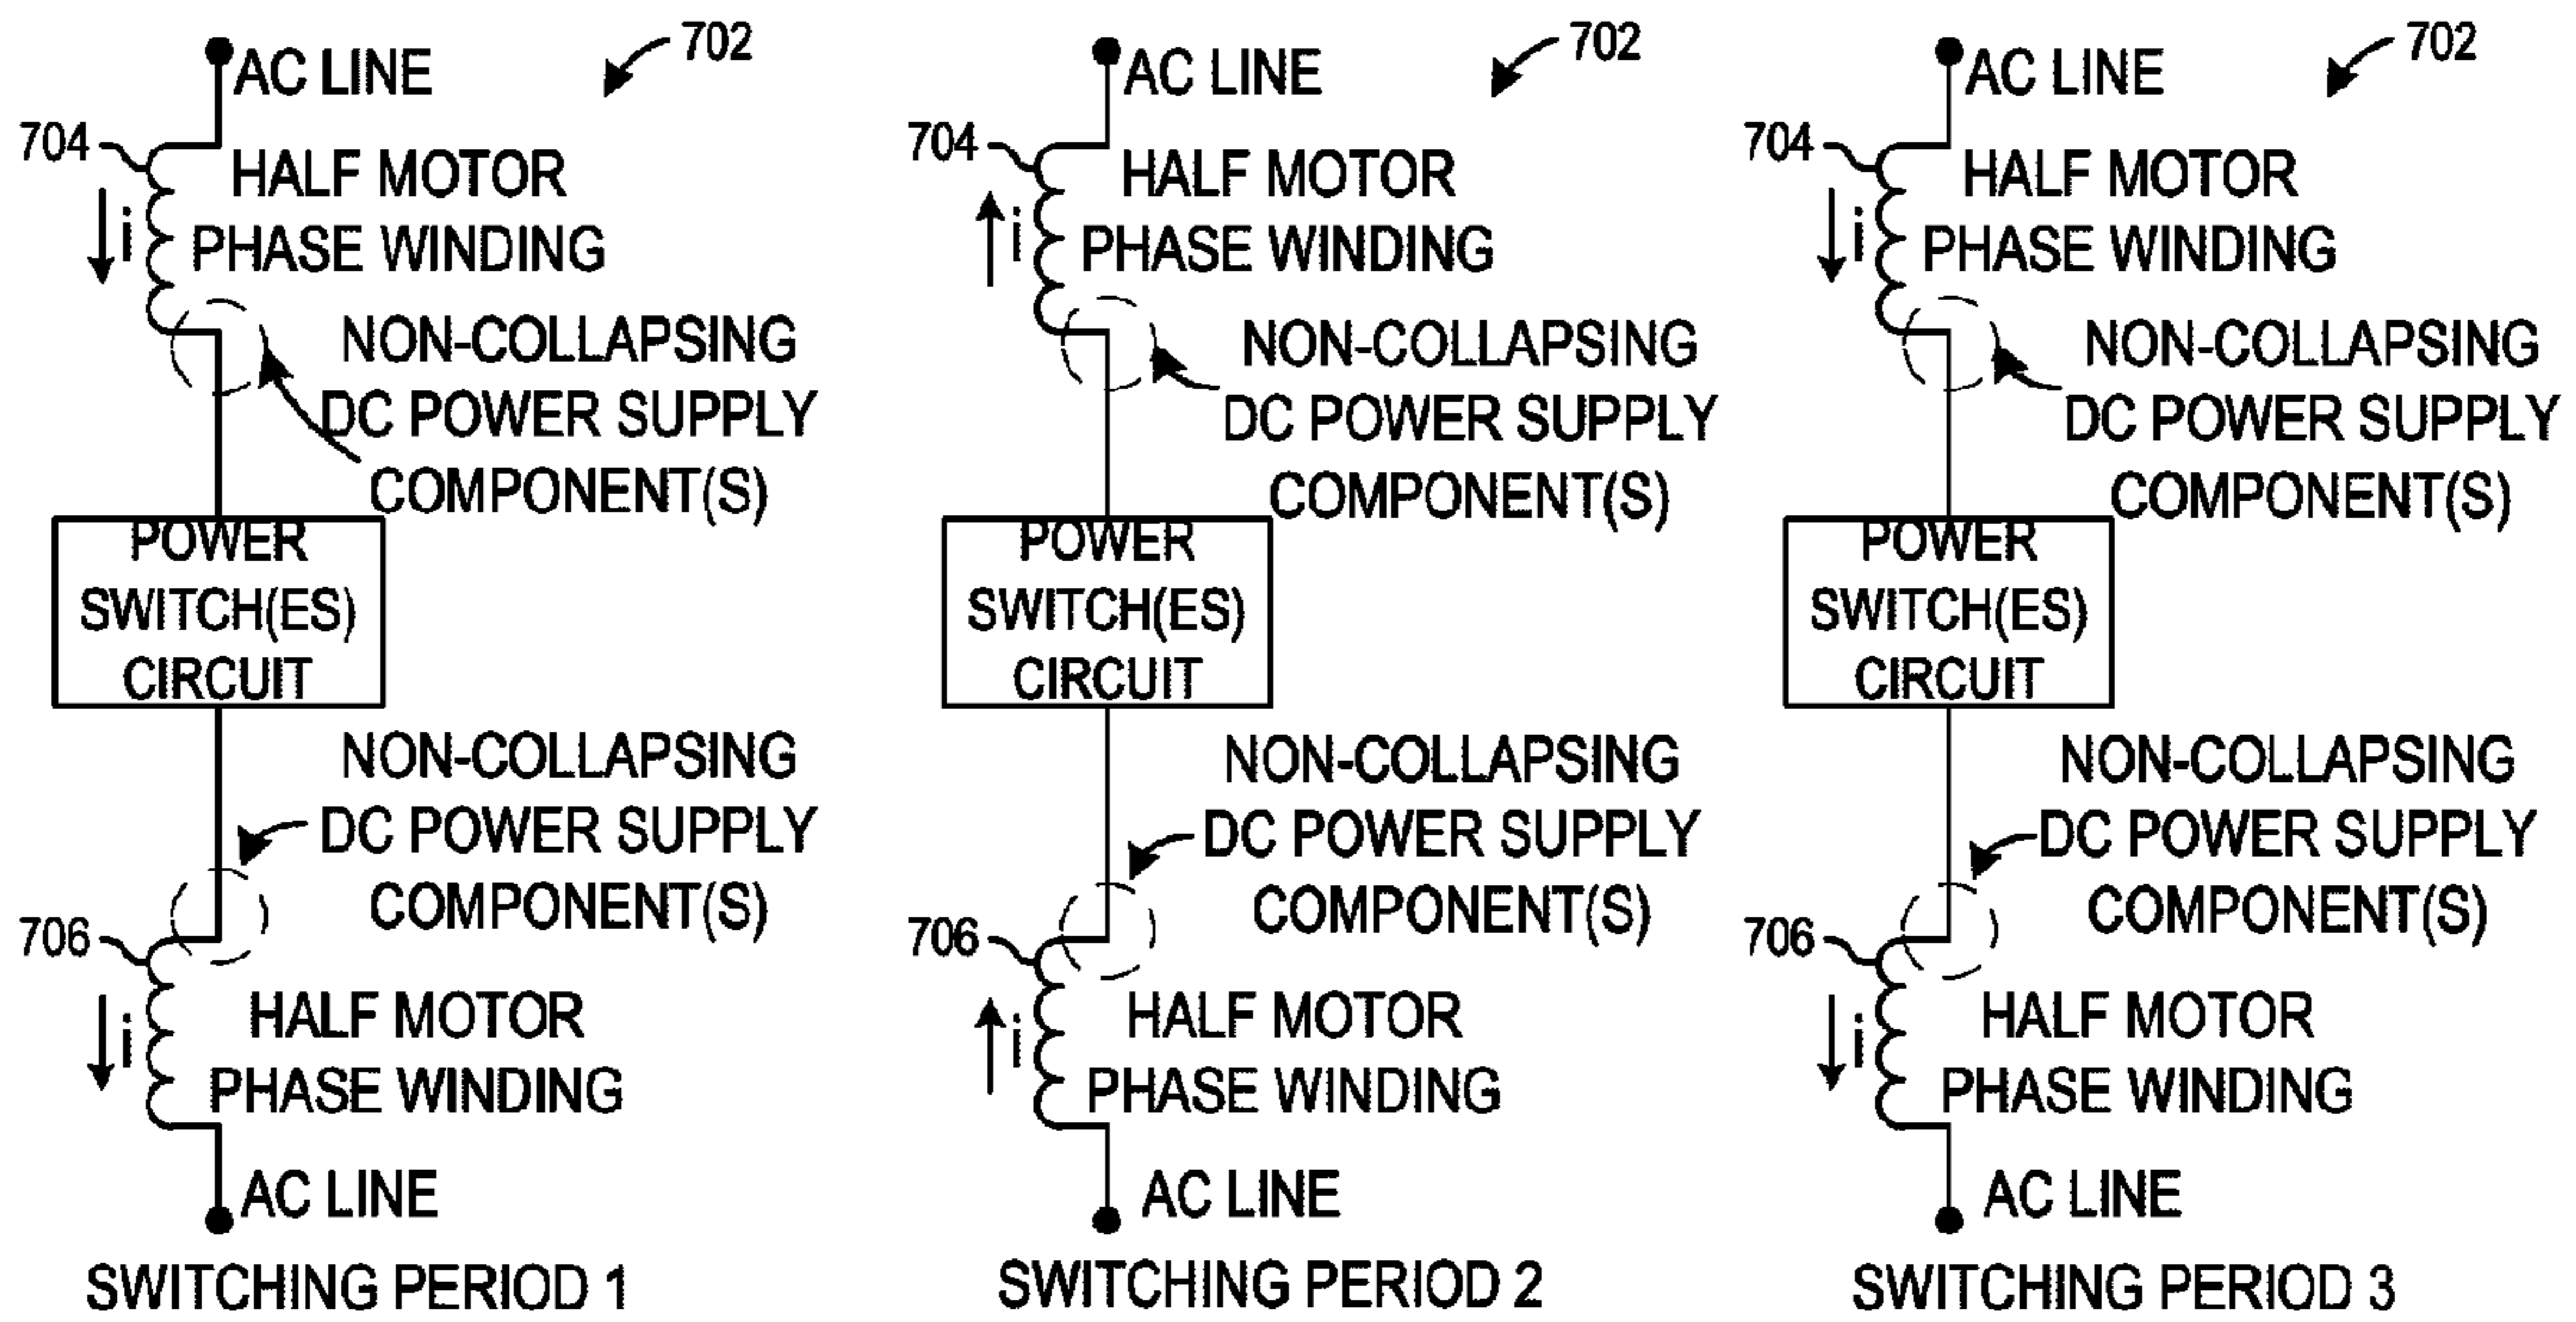 AC LINE
702
704
HALF MOTOR
i
PHASE WINDING
NON-COLLAPSING
DC POWER SUPPLY
COMPONENT(S)
POWER
SWITCH(ES)
CIRCUIT
NON-COLLAPSING
DC POWER SUPPLY
COMPONENT(S)
706
HALF MOTOR
i
PHASE WINDING
AC LINE
SWITCHING PERIOD 1
AC LINE
702
704
HALF MOTOR
i
PHASE WINDING
NON-COLLAPSING
DC POWER SUPPLY
COMPONENT(S)
POWER
SWITCH(ES)
CIRCUIT
NON-COLLAPSING
DC POWER SUPPLY
COMPONENT(S)
706
HALF MOTOR
i
PHASE WINDING
AC LINE
SWITCHING PERIOD 2
AC LINE
702
704
HALF MOTOR
i
PHASE WINDING
NON-COLLAPSING
DC POWER SUPPLY
COMPONENT(S)
POWER
SWITCH(ES)
CIRCUIT
NON-COLLAPSING
DC POWER SUPPLY
COMPONENT(S)
706
HALF MOTOR
i
PHASE WINDING
AC LINE
SWITCHING PERIOD 3